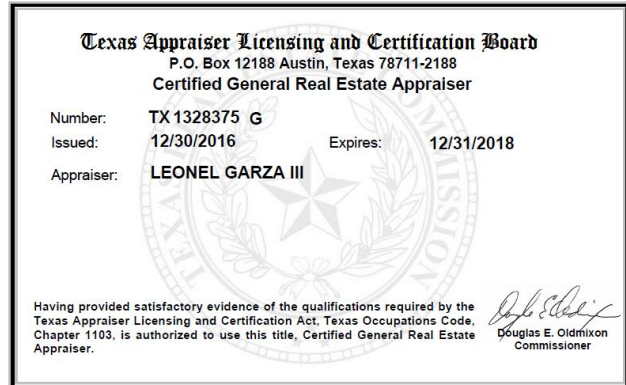 Texas Appraiser Licensing and Certification Board
P.O. Box 12188 Austin, Texas 78711-2188
Certified General Real Estate Appraiser
Number: TX 1328375 G
Issued: 12/30/2016 Expires: 12/31/2018
Appraiser: LEONEL GARZA III
Having provided satisfactory evidence of the qualifications required by the
Texas Appraiser Licensing and Certification Act, Texas Occupations Code,
Chapter 1103, is authorized to use this title, Certified General Real Estate
Appraiser.
Douglas E. Oldmixon
Commissioner